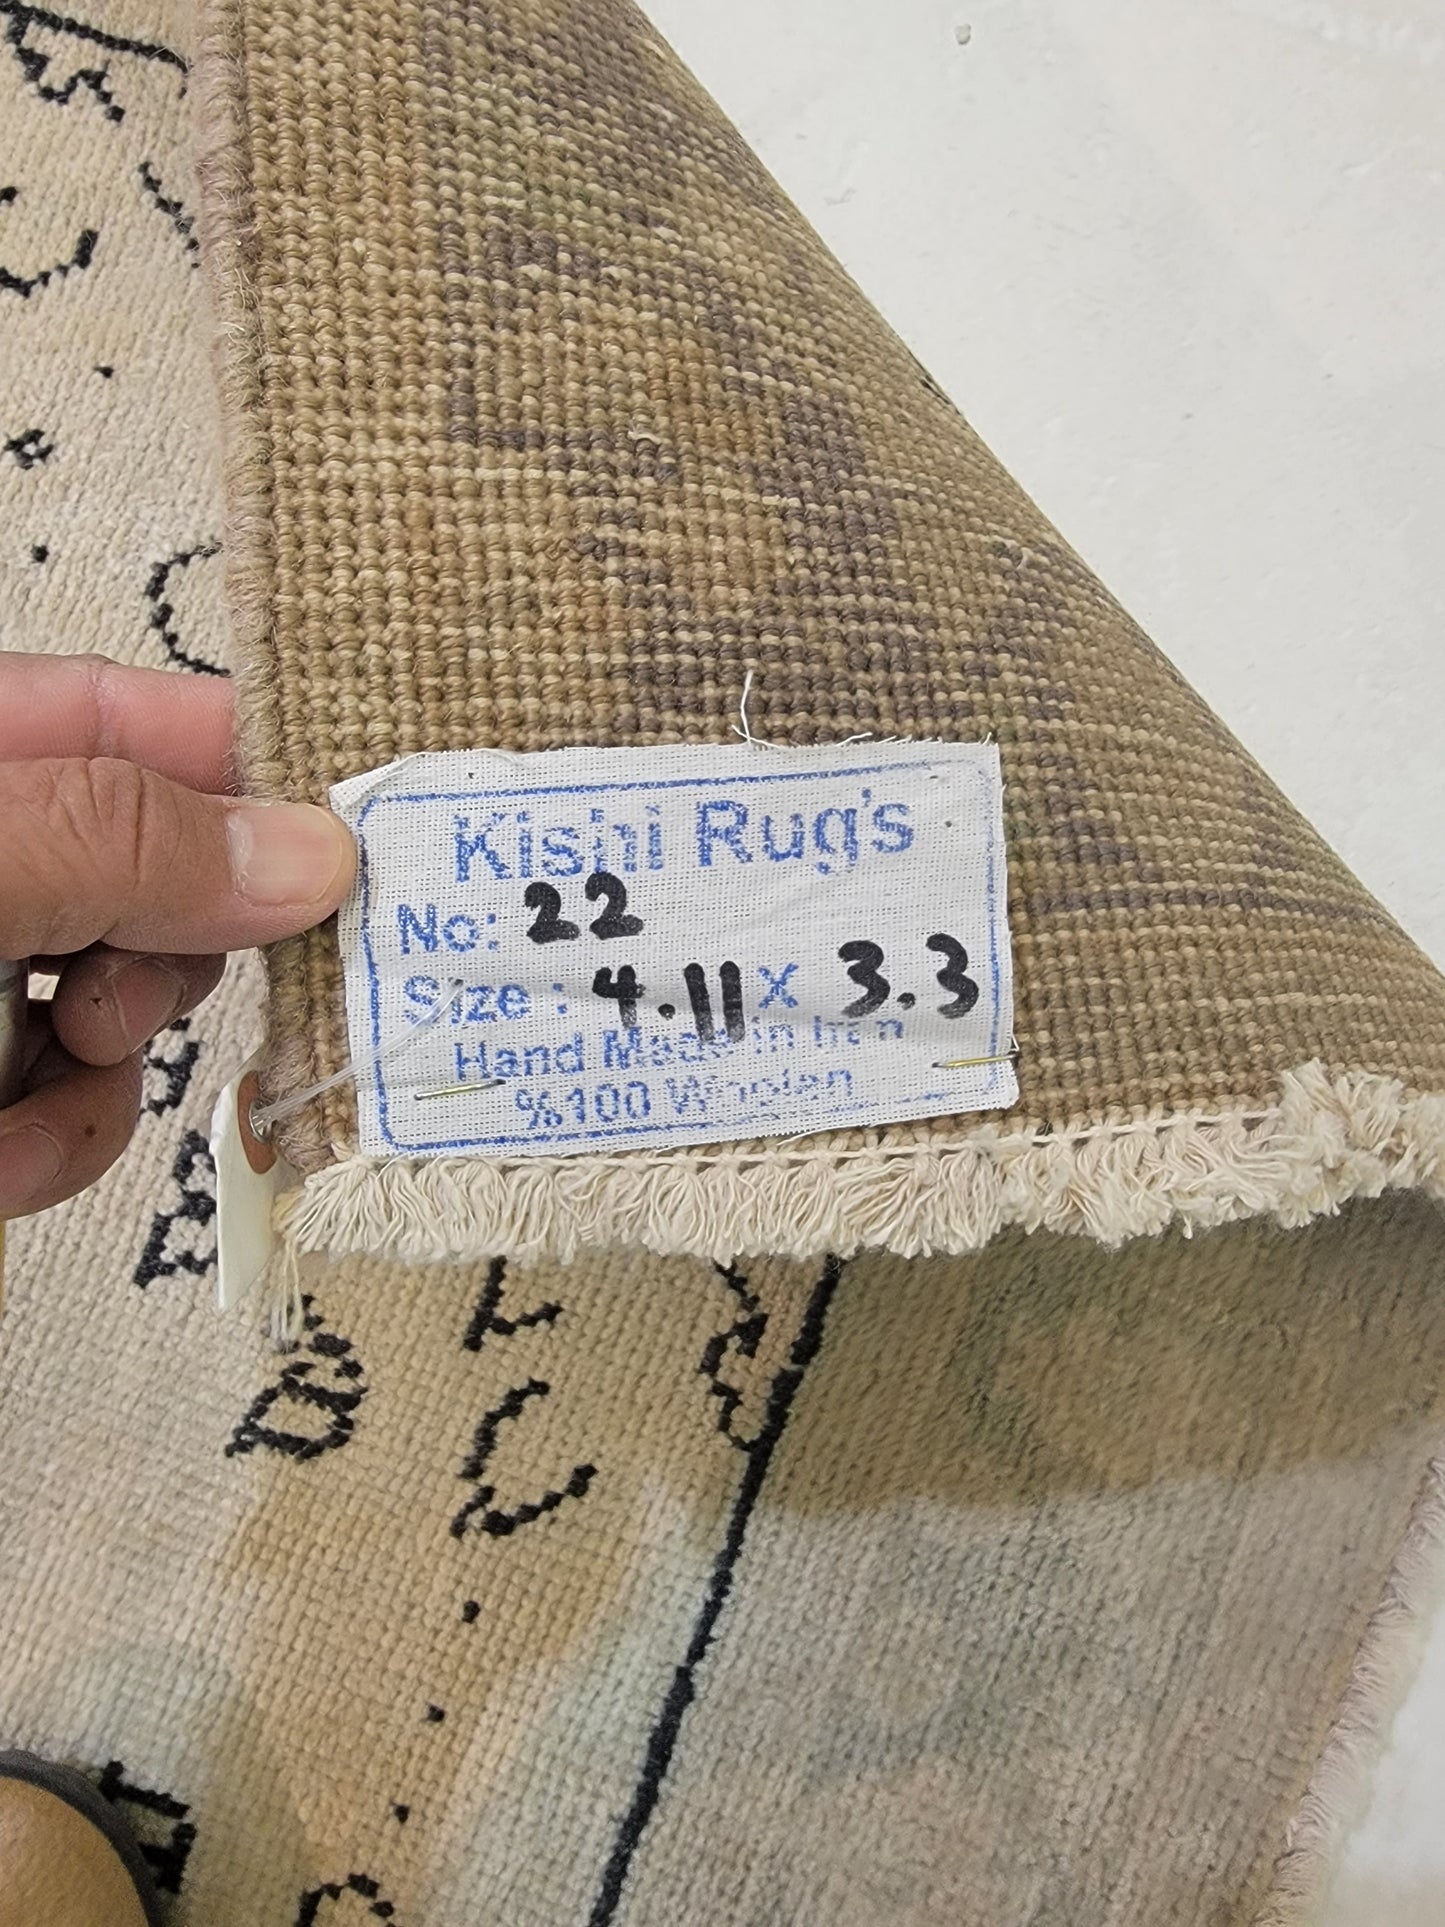 Kishi Rug's
No: 22
Size : 4.11 X 3.3
Hand Made in Iran
%100 Woolen